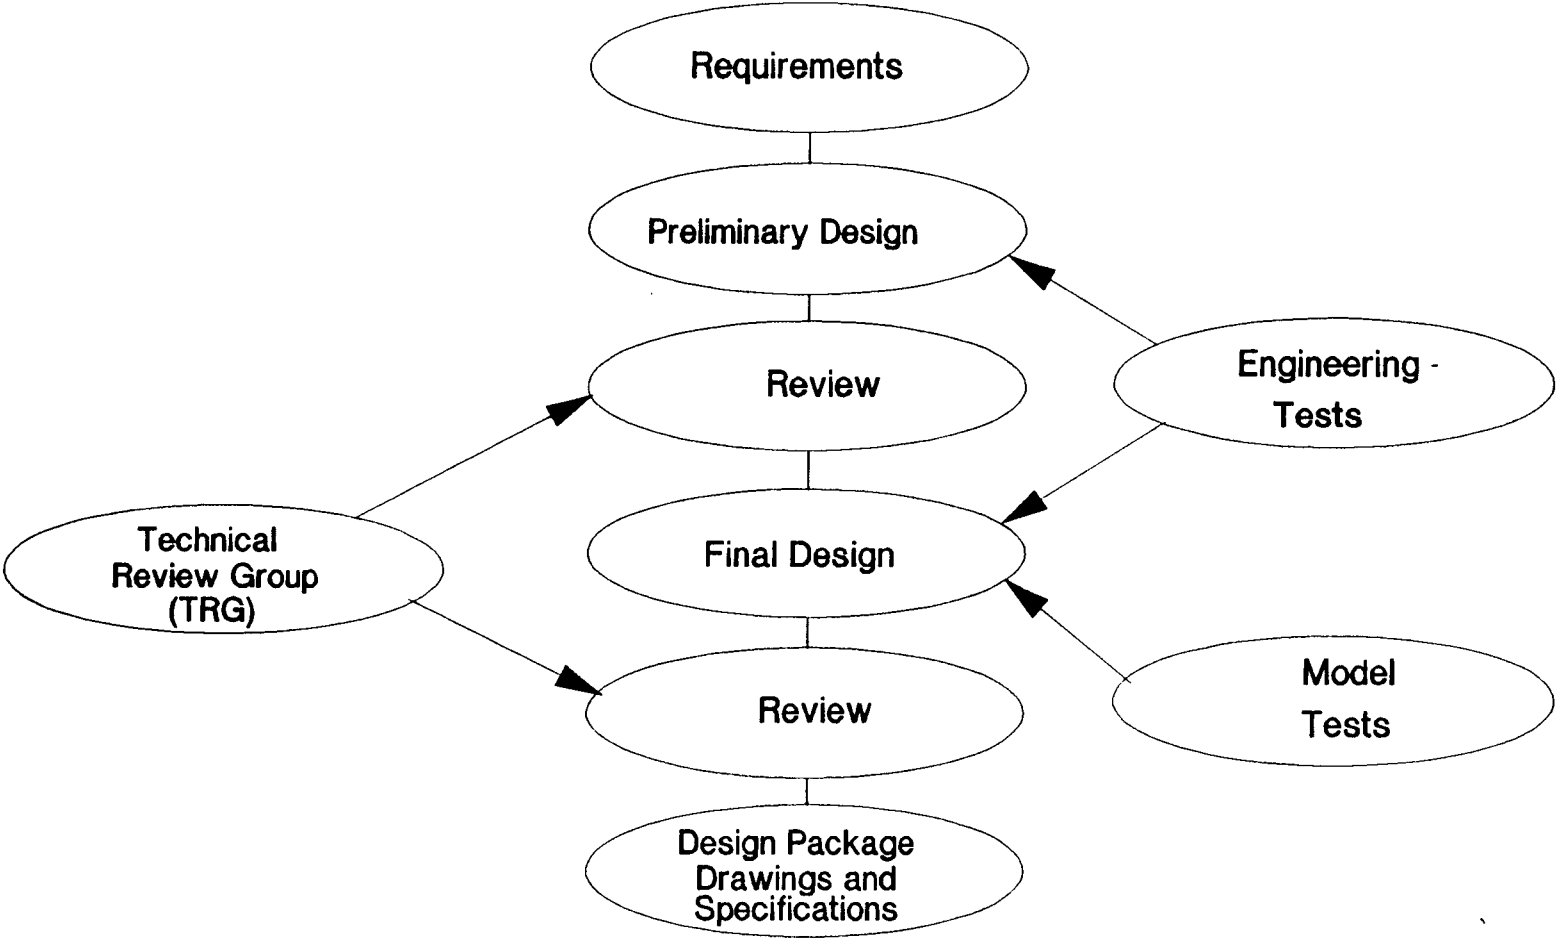 Requirements
Preliminary Design
Review
Engineering -
Tests
Technical
Review Group
(TRG)
Final Design
Model
Tests
Review
Design Package
Drawings and
Specifications